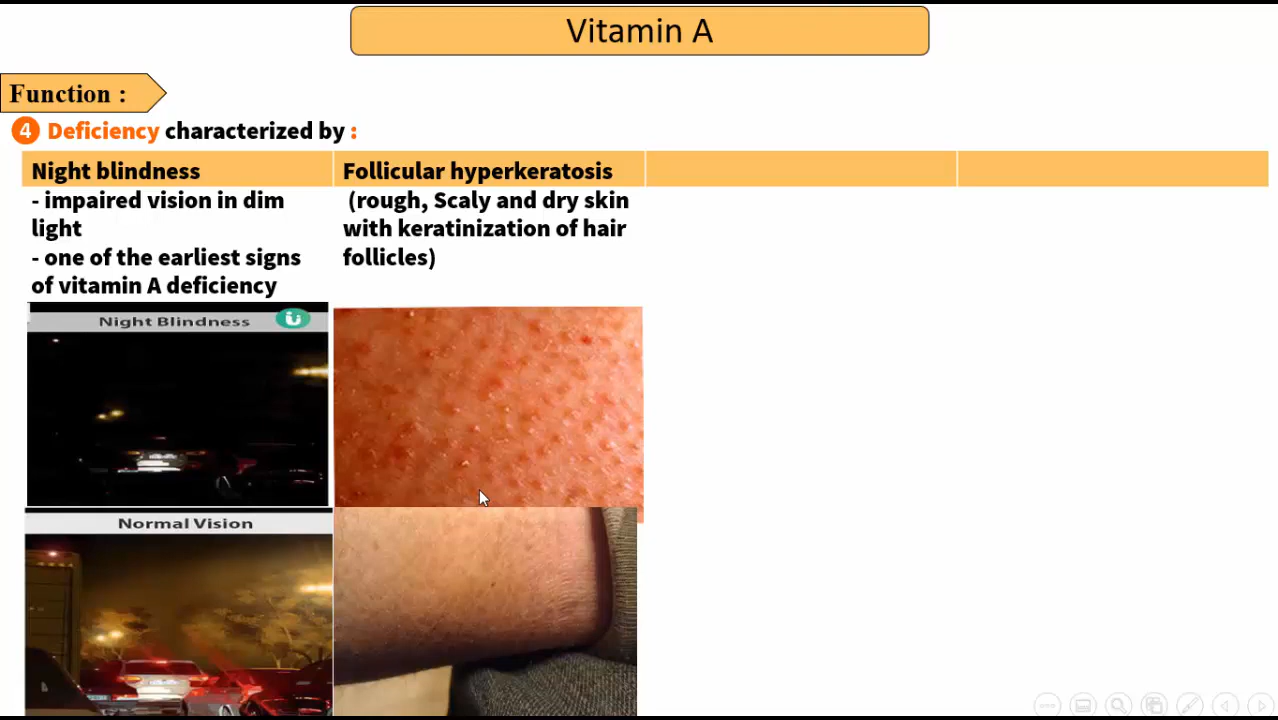 Vitamin A
Function :
4 Deficiency characterized by :
Night blindness
- impaired vision in dim
light
- one of the earliest signs
of vitamin A deficiency
Follicular hyperkeratosis
(rough, Scaly and dry skin
with keratinization of hair
follicles)
Night Blindness
Normal Vision